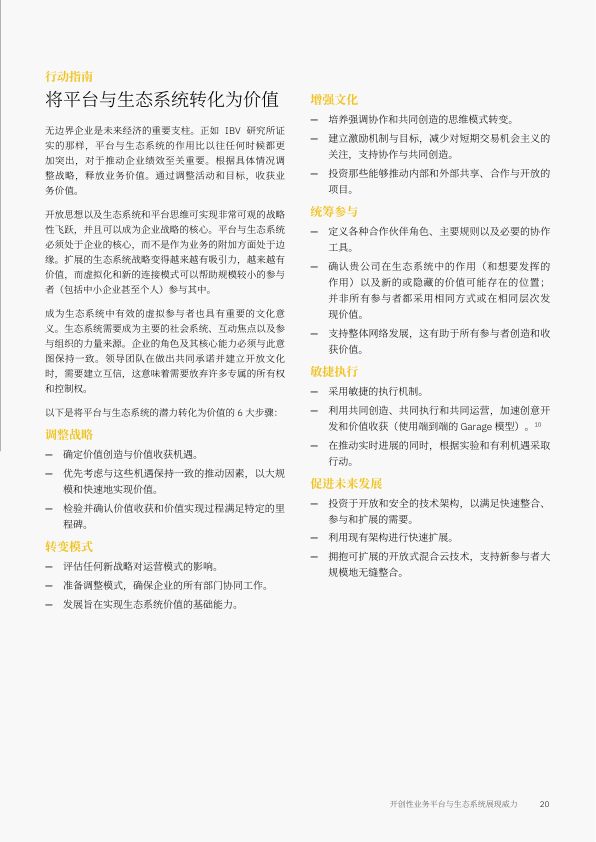 行动指南
将平台与生态系统转化为价值
无边界企业是未来经济的重要支柱。正如 IBV 研究所证
实的那样，平台与生态系统的作用比以往任何时候都更
加突出，对于推动企业绩效至关重要。根据具体情况调
整战略，释放业务价值。通过调整活动和目标，收获业
务价值。
开放思想以及生态系统和平台思维可实现非常可观的战略
性飞跃，并且可以成为企业战略的核心。平台与生态系统
必须处于企业的核心，而不是作为业务的附加方面处于边
缘。扩展的生态系统战略变得越来越有吸引力，越来越有
价值，而虚拟化和新的连接模式可以帮助规模较小的参与
者（包括中小企业甚至个人）参与其中。
成为生态系统中有效的虚拟参与者也具有重要的文化意
义。生态系统需要成为主要的社会系统、互动焦点以及参
与组织的力量来源。企业的角色及其核心能力必须与此意
图保持一致。领导团队在做出共同承诺并建立开放文化
时，需要建立互信，这意味着需要放弃许多专属的所有权
和控制权。
以下是将平台与生态系统的潜力转化为价值的 6 大步骤：
调整战略
— 确定价值创造与价值收获机遇。
— 优先考虑与这些机遇保持一致的推动因素，以大规
模和快速地实现价值。
— 检验并确认价值收获和价值实现过程满足特定的里
程碑。
转变模式
— 评估任何新战略对运营模式的影响。
— 准备调整模式，确保企业的所有部门协同工作。
— 发展旨在实现生态系统价值的基础能力。
增强文化
— 培养强调协作和共同创造的思维模式转变。
— 建立激励机制与目标，减少对短期交易机会主义的
关注，支持协作与共同创造。
— 投资那些能够推动内部和外部共享、合作与开放的
项目。
统筹参与
— 定义各种合作伙伴角色、主要规则以及必要的协作
工具。
— 确认贵公司在生态系统中的作用（和想要发挥的
作用）以及新的或隐藏的价值可能存在的位置；
并非所有参与者都采用相同方式或在相同层次发
现价值。
— 支持整体网络发展，这有助于所有参与者创造和收
获价值。
敏捷执行
— 采用敏捷的执行机制。
— 利用共同创造、共同执行和共同运营，加速创意开
发和价值收获（使用端到端的 Garage 模型）。10
— 在推动实时进展的同时，根据实验和有利机遇采取
行动。
促进未来发展
— 投资于开放和安全的技术架构，以满足快速整合、
参与和扩展的需要。
— 利用现有架构进行快速扩展。
— 拥抱可扩展的开放式混合云技术，支持新参与者大
规模地无缝整合。
开创性业务平台与生态系统展现威力 20